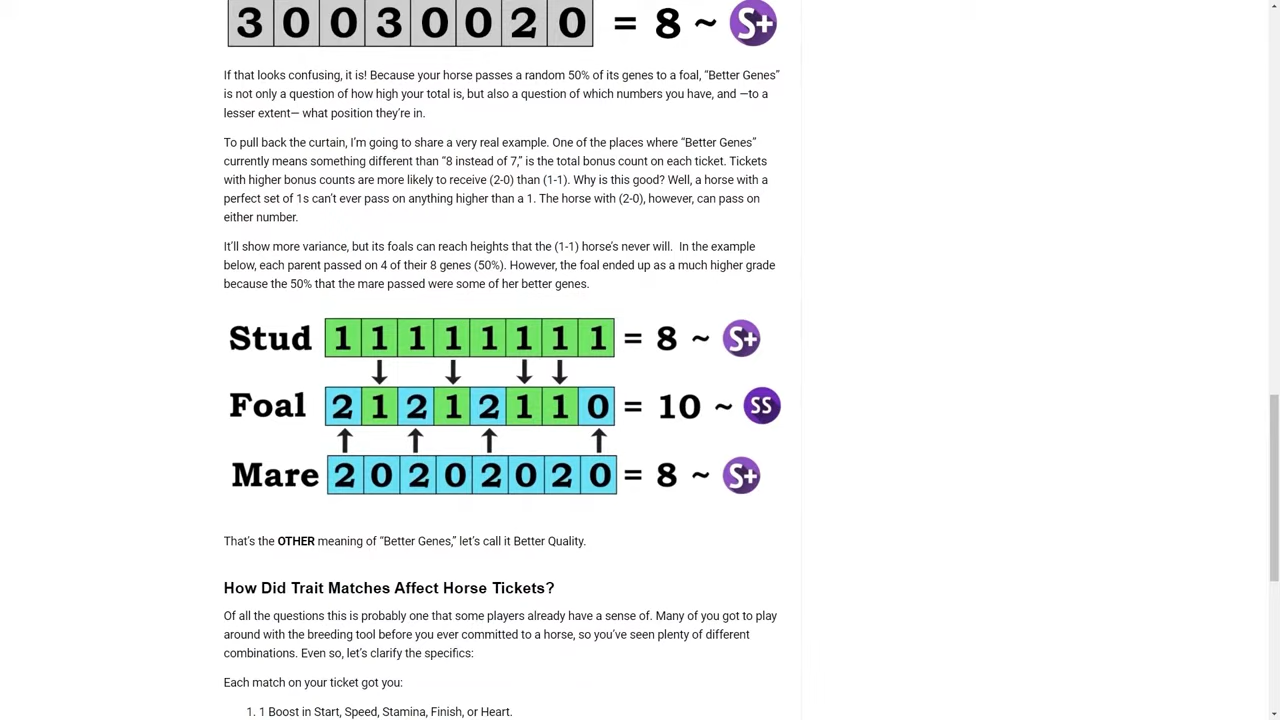 3 0 0 3 0 0 2 0 = 8 ~ S+
If that looks confusing, it is! Because your horse passes a random 50% of its genes to a foal, “Better Genes”
is not only a question of how high your total is, but also a question of which numbers you have, and —to a
lesser extent— what position they’re in.
To pull back the curtain, I’m going to share a very real example. One of the places where “Better Genes”
currently means something different than “8 instead of 7,” is the total bonus count on each ticket. Tickets
with higher bonus counts are more likely to receive (2-0) than (1-1). Why is this good? Well, a horse with a
perfect set of 1s can’t ever pass on anything higher than a 1. The horse with (2-0), however, can pass on
either number.
It’ll show more variance, but its foals can reach heights that the (1-1) horse’s never will. In the example
below, each parent passed on 4 of their 8 genes (50%). However, the foal ended up as a much higher grade
because the 50% that the mare passed were some of her better genes.
Stud 1 1 1 1 1 1 1 1 = 8 ~ S+
Foal 2 1 2 1 2 1 1 0 = 10 ~ SS
Mare 2 0 2 0 2 0 2 0 = 8 ~ S+
That’s the OTHER meaning of “Better Genes,” let’s call it Better Quality.
How Did Trait Matches Affect Horse Tickets?
Of all the questions this is probably one that some players already have a sense of. Many of you got to play
around with the breeding tool before you ever committed to a horse, so you’ve seen plenty of different
combinations. Even so, let’s clarify the specifics:
Each match on your ticket got you:
1. 1 Boost in Start, Speed, Stamina, Finish, or Heart.